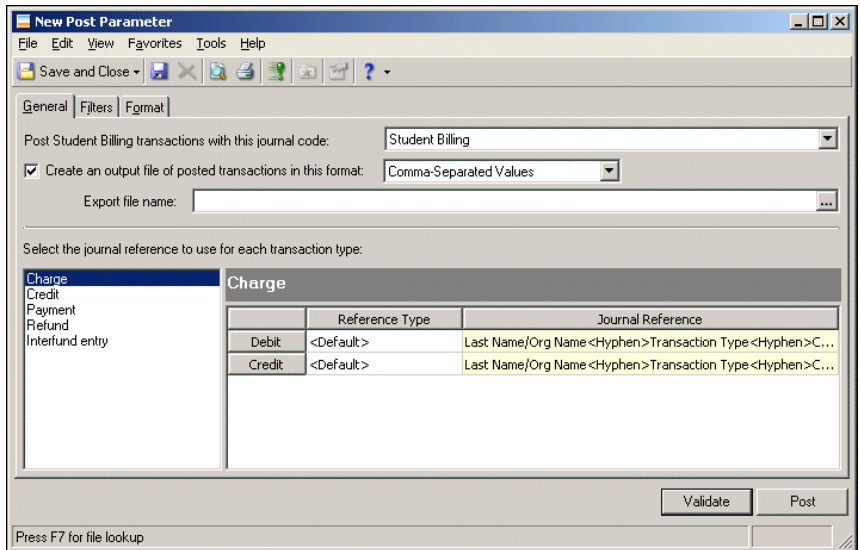 New Post Parameter
File Edit View Favorites Tools Help
Save and Close
General Filters Format
Post Student Billing transactions with this journal code: Student Billing
Create an output file of posted transactions in this format: Comma-Separated Values
Export file name: ...
Select the journal reference to use for each transaction type:
Charge
Credit
Payment
Refund
Interfund entry
Charge
Reference Type Journal Reference
Debit <Default> Last Name/Org Name<Hyphen>Transaction Type<Hyphen>C...
Credit <Default> Last Name/Org Name<Hyphen>Transaction Type<Hyphen>C...
Validate Post
Press F7 for file lookup